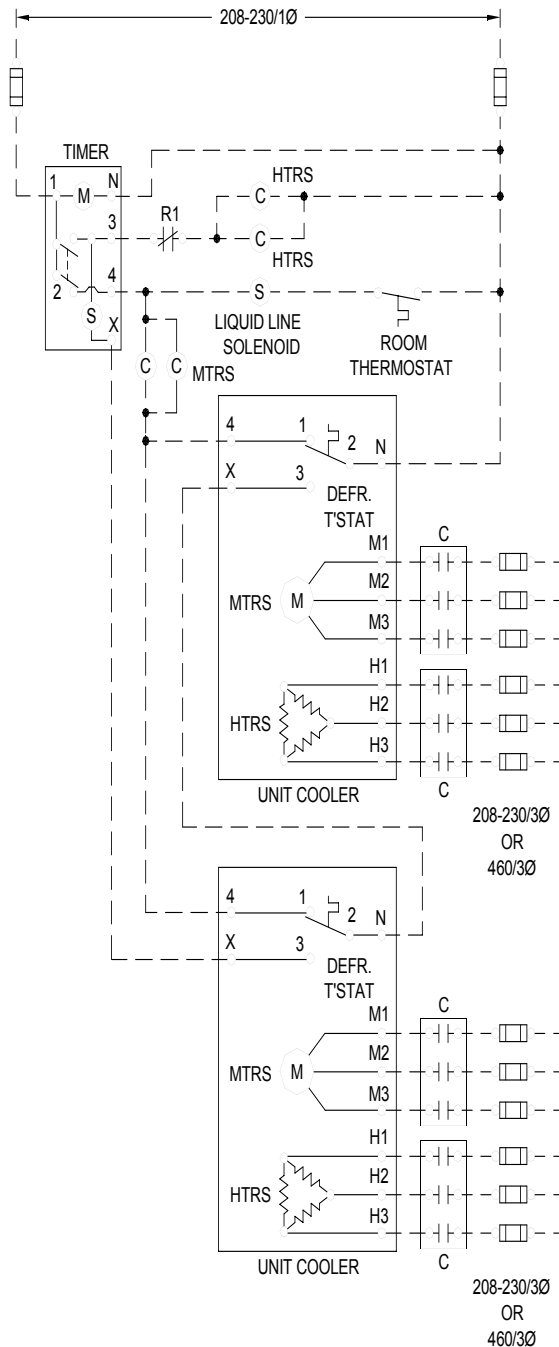 208-230/1Ø
TIMER
1 M N
HTRS
C
3
R1
C
HTRS
2
4
S
LIQUID LINE
SOLENOID
ROOM
THERMOSTAT
S
X
C C MTRS
4 1 2 N
X 3
DEFR.
T'STAT
M1
C
MTRS M M2
M3
H1
HTRS H2
H3
C
UNIT COOLER
208-230/3Ø
OR
460/3Ø
4 1 2 N
X 3
DEFR.
T'STAT
M1
C
MTRS M M2
M3
H1
HTRS H2
H3
C
UNIT COOLER
208-230/3Ø
OR
460/3Ø